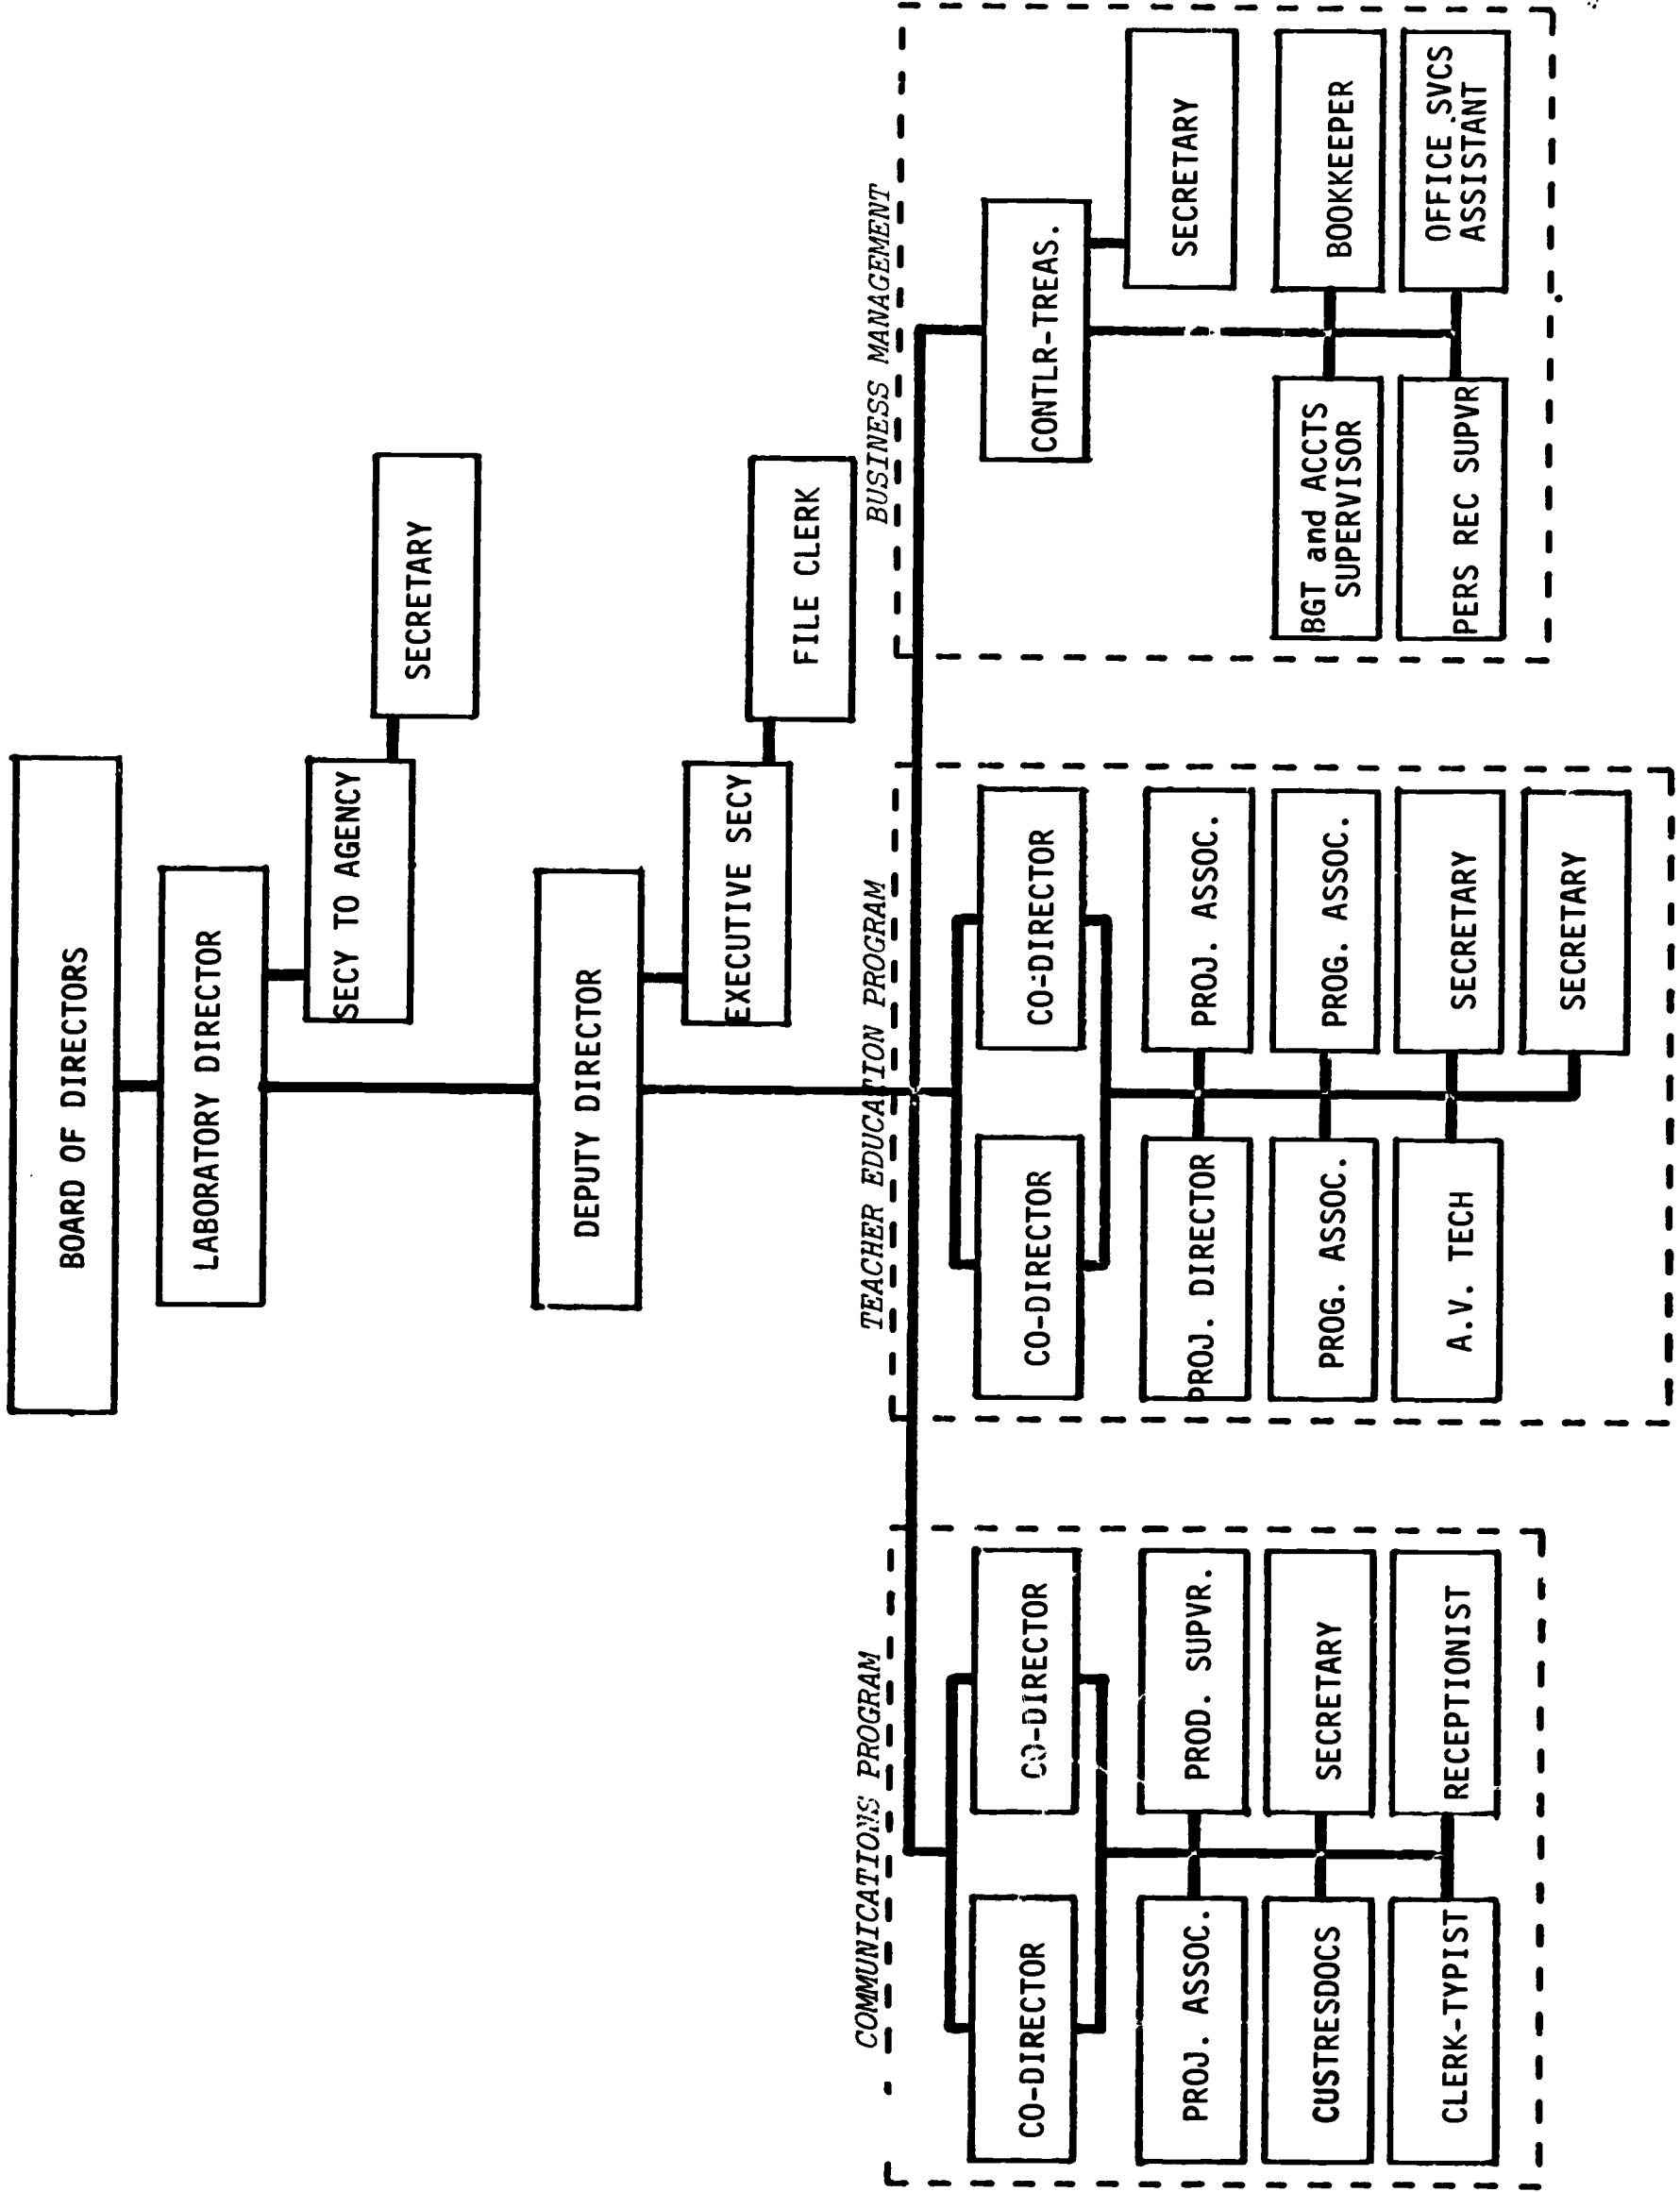 BOARD OF DIRECTORS
LABORATORY DIRECTOR
SECY TO AGENCY
SECRETARY
DEPUTY DIRECTOR
EXECUTIVE SECY
FILE CLERK
COMMUNICATIONS PROGRAM
CO-DIRECTOR
CO-DIRECTOR
PROJ. ASSOC.
PROD. SUPVR.
CUSTRESDOCS
SECRETARY
CLERK-TYPIST
RECEPTIONIST
TEACHER EDUCATION PROGRAM
CO-DIRECTOR
CO-DIRECTOR
PROJ. DIRECTOR
PROJ. ASSOC.
PROG. ASSOC.
PROG. ASSOC.
A.V. TECH
SECRETARY
SECRETARY
BUSINESS MANAGEMENT
CONTLR-TREAS.
SECRETARY
BGT and ACCTS
SUPERVISOR
BOOKKEEPER
PERS REC SUPVR
OFFICE SVCS
ASSISTANT